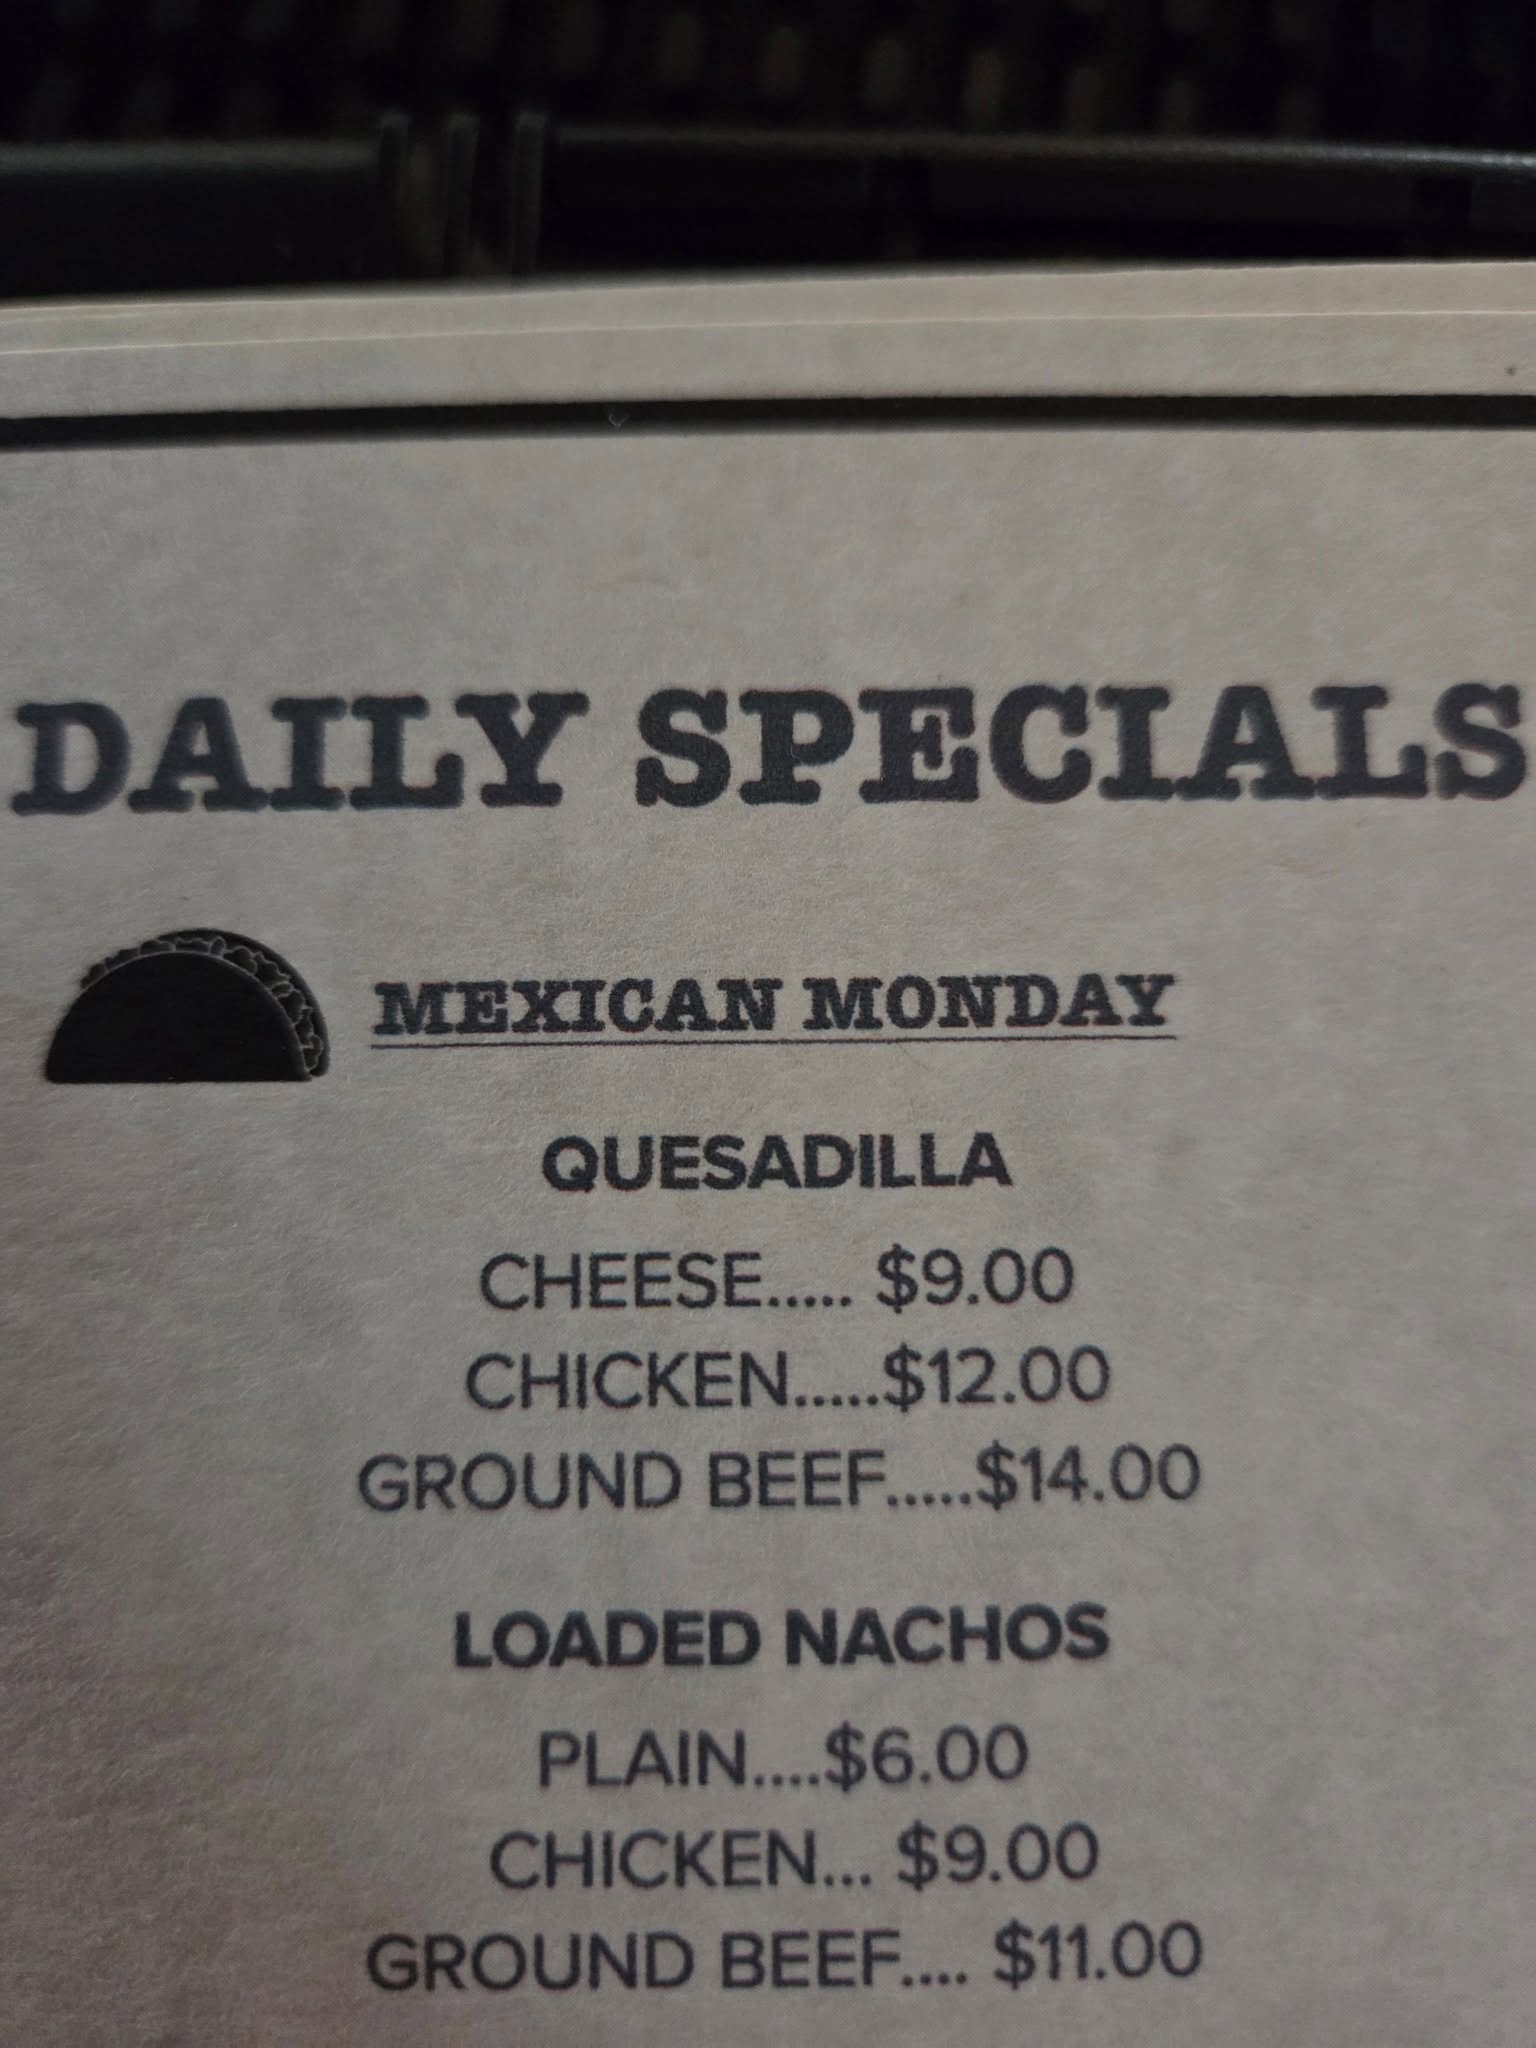 DAILY SPECIALS
MEXICAN MONDAY
QUESADILLA
CHEESE..... $9.00
CHICKEN.....$12.00
GROUND BEEF.....$14.00
LOADED NACHOS
PLAIN....$6.00
CHICKEN... $9.00
GROUND BEEF.... $11.00